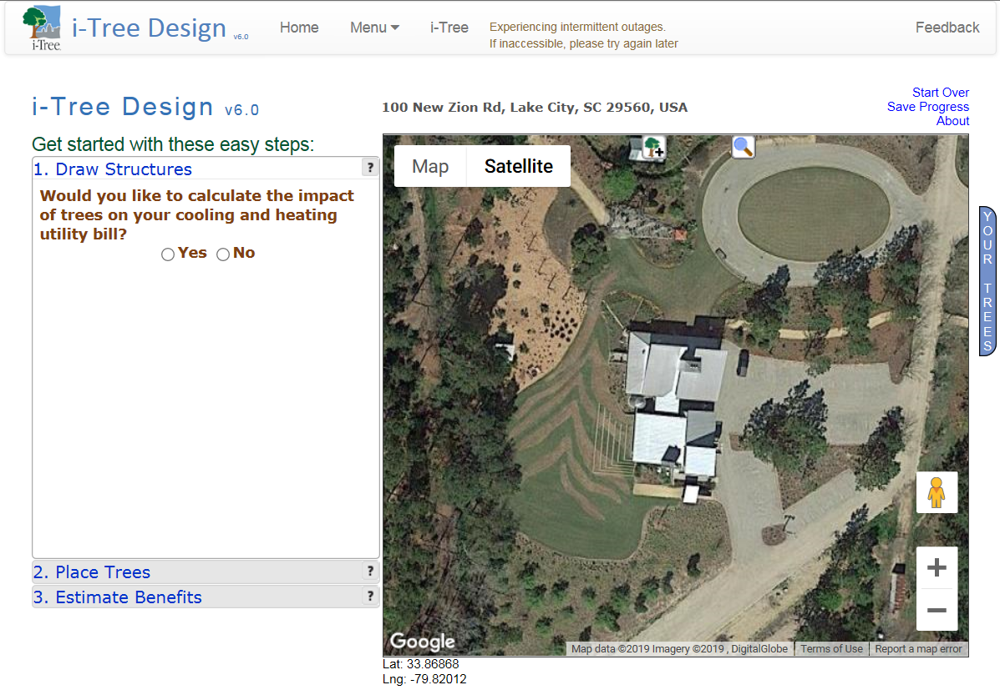 i-Tree.
i-Tree Design v6.0
Home
Menu
i-Tree
Experiencing intermittent outages.
If inaccessible, please try again later
Feedback
i-Tree Design v6.0
100 New Zion Rd, Lake City, SC 29560, USA
Start Over
Save Progress
About
Get started with these easy steps:
1. Draw Structures
?
Would you like to calculate the impact
of trees on your cooling and heating
utility bill?
Yes No
2. Place Trees
?
3. Estimate Benefits
?
Map
Satellite
YOUR TREES
Google
Map data ©2019 Imagery ©2019 , DigitalGlobe
Terms of Use
Report a map error
Lat: 33.86868
Lng: -79.82012